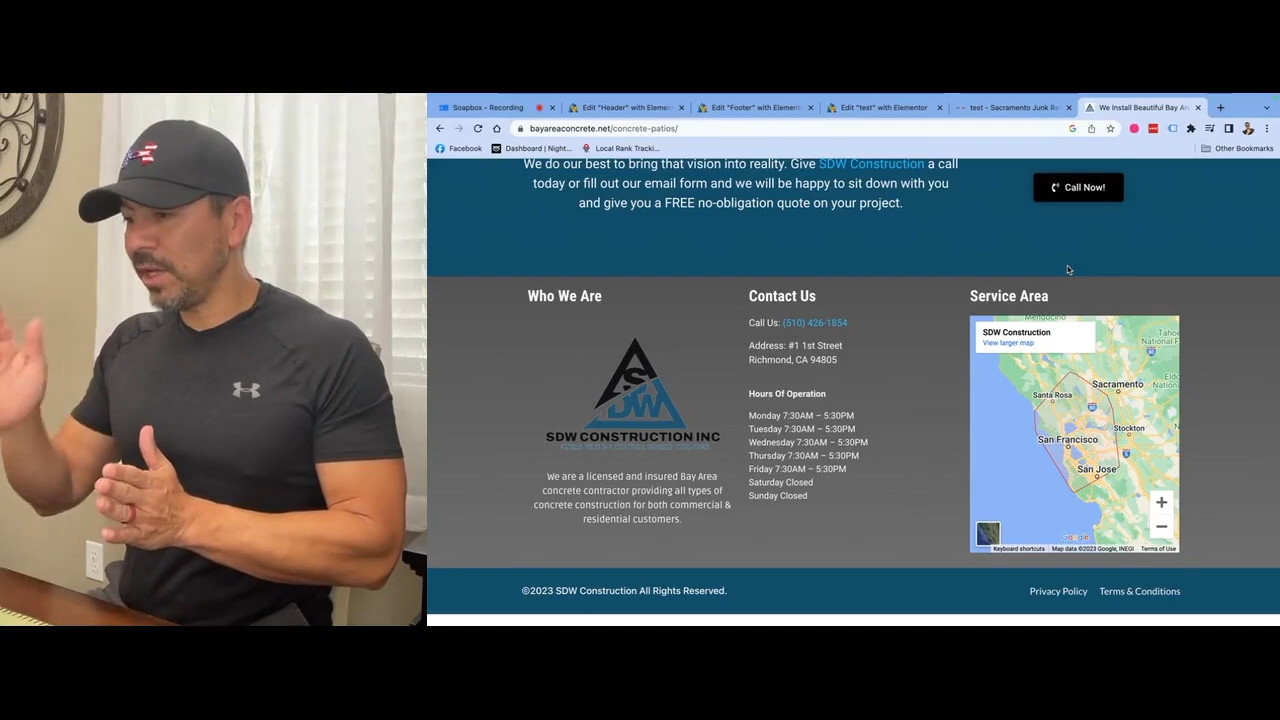 Soapbox - Recording
Edit "Header" with Elemen
Edit "Footer" with Elemento
Edit "test" with Elementor
test - Sacramento Junk Re
We Install Beautiful Bay Are
bayareaconcrete.net/concrete-patios/
Facebook
Dashboard | Night...
Local Rank Tracki...
Other Bookmarks
We do our best to bring that vision into reality. Give SDW Construction a call
today or fill out our email form and we will be happy to sit down with you
and give you a FREE no-obligation quote on your project.
Call Now!
Who We Are
SDW
SDW CONSTRUCTION INC
We are a licensed and insured Bay Area
concrete contractor providing all types of
concrete construction for both commercial &
residential customers.
Contact Us
Call Us: (510) 426-1854
Address: #1 1st Street
Richmond, CA 94805
Hours Of Operation
Monday 7:30AM – 5:30PM
Tuesday 7:30AM – 5:30PM
Wednesday 7:30AM – 5:30PM
Thursday 7:30AM – 5:30PM
Friday 7:30AM – 5:30PM
Saturday Closed
Sunday Closed
Service Area
Mendocino
SDW Construction
View larger map
Tahoe
National F
Eldo
Nation
Sacramento
Santa Rosa
Stockton
San Francisco
San Jose
Google
Keyboard shortcuts
Map data ©2023 Google, INEGI
Terms of Use
©2023 SDW Construction All Rights Reserved.
Privacy Policy
Terms & Conditions